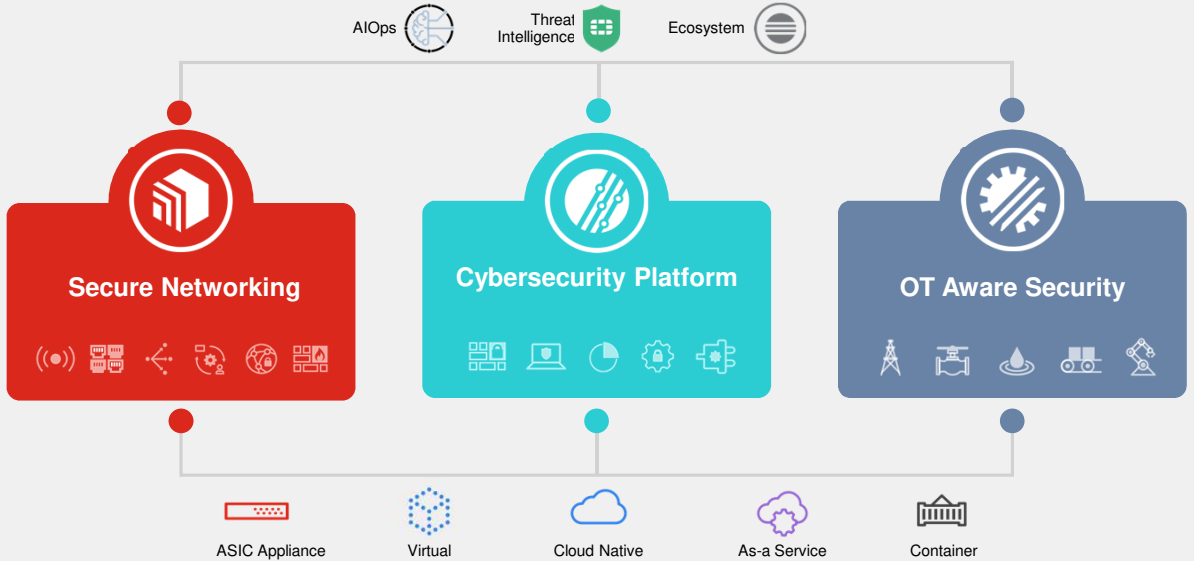 AIOps
Threat
Intelligence
Ecosystem
Secure Networking
Cybersecurity Platform
OT Aware Security
ASIC Appliance
Virtual
Cloud Native
As-a Service
Container